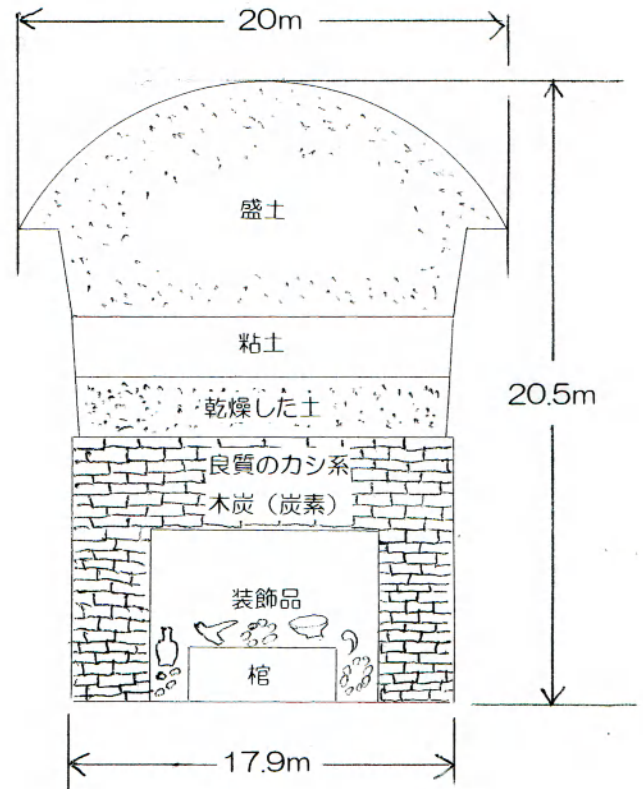 20m
盛土
粘土
20.5m
乾燥した土
良質のカシ系
木炭（炭素）
装飾品
棺
17.9m